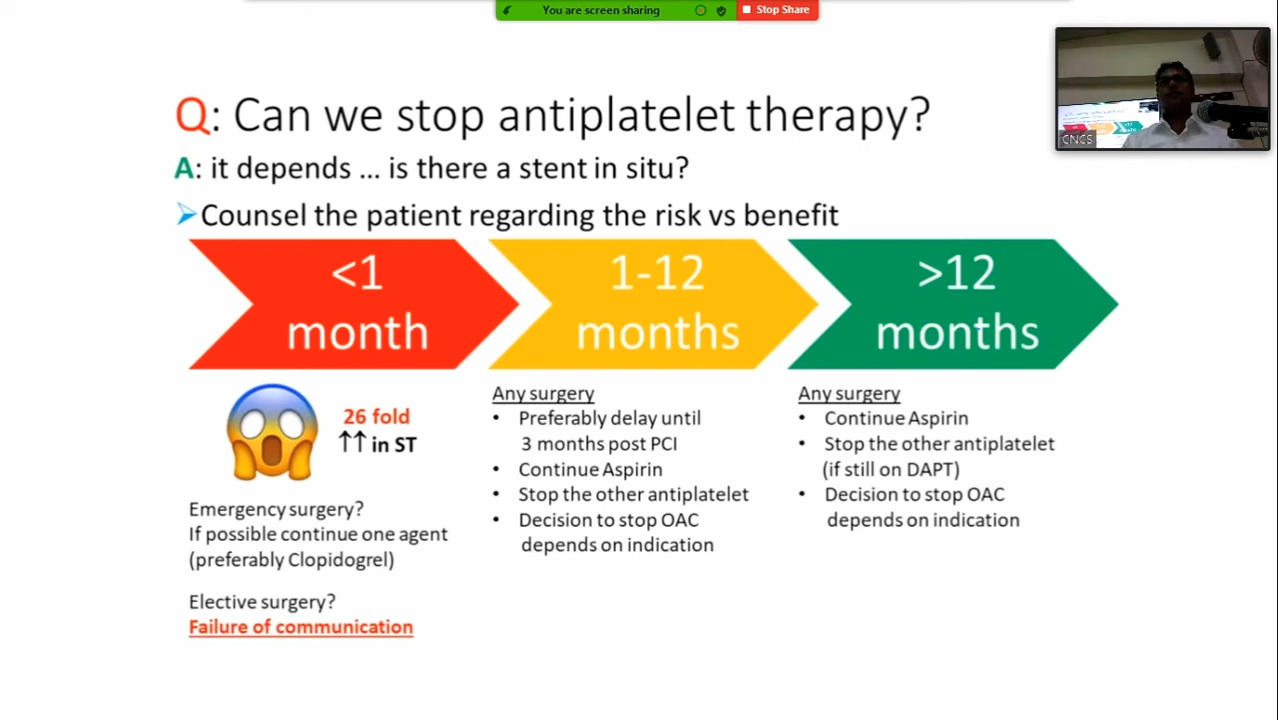 You are screen sharing
Stop Share
CNCS
Q: Can we stop antiplatelet therapy?
A: it depends ... is there a stent in situ?
Counsel the patient regarding the risk vs benefit
<1
month
1-12
months
>12
months
26 fold
↑↑ in ST
Emergency surgery?
If possible continue one agent
(preferably Clopidogrel)
Elective surgery?
Failure of communication
Any surgery
• Preferably delay until
3 months post PCI
• Continue Aspirin
• Stop the other antiplatelet
• Decision to stop OAC
depends on indication
Any surgery
• Continue Aspirin
• Stop the other antiplatelet
(if still on DAPT)
• Decision to stop OAC
depends on indication